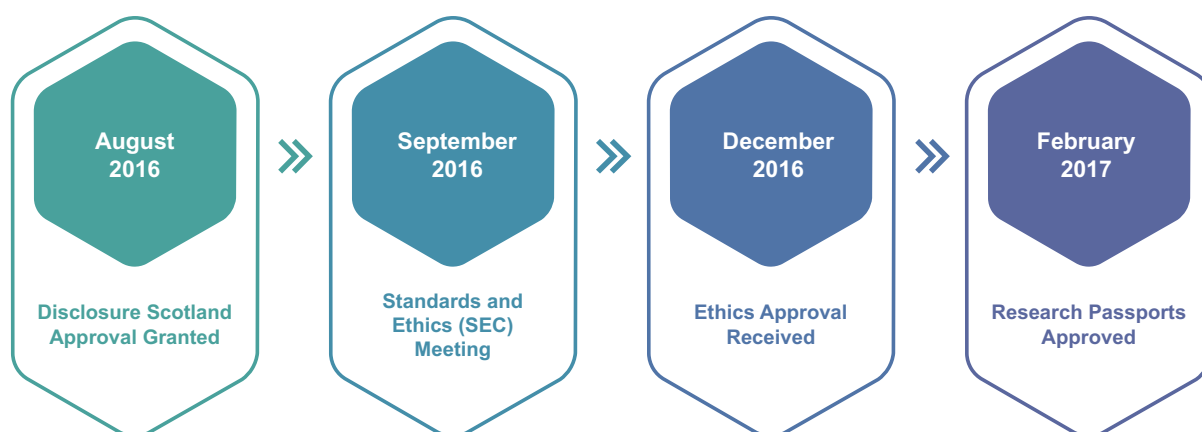 August
2016
Disclosure Scotland
Approval Granted
September
2016
Standards and
Ethics (SEC)
Meeting
December
2016
Ethics Approval
Received
February
2017
Research Passports
Approved